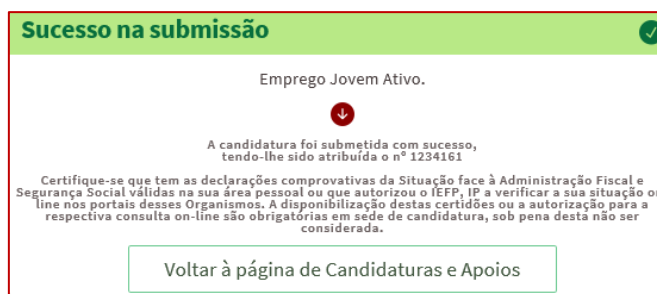 Sucesso na submissão
Emprego Jovem Ativo.
A candidatura foi submetida com sucesso,
tendo-lhe sido atribuída o nº 1234161
Certifique-se que tem as declarações comprovativas da Situação face à Administração Fiscal e
Segurança Social válidas na sua área pessoal ou que autorizou o IEFP, IP a verificar a sua situação on
line nos portais desses Organismos. A disponibilização destas certidões ou a autorização para a
respectiva consulta on-line são obrigatórias em sede de candidatura, sob pena desta não ser
considerada.
Voltar à página de Candidaturas e Apoios